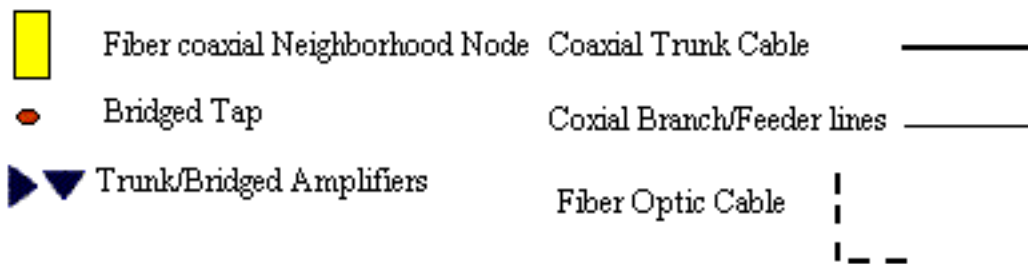 Fiber coaxial Neighborhood Node
Coaxial Trunk Cable
Bridged Tap
Coxial Branch/Feeder lines
Trunk/Bridged Amplifiers
Fiber Optic Cable